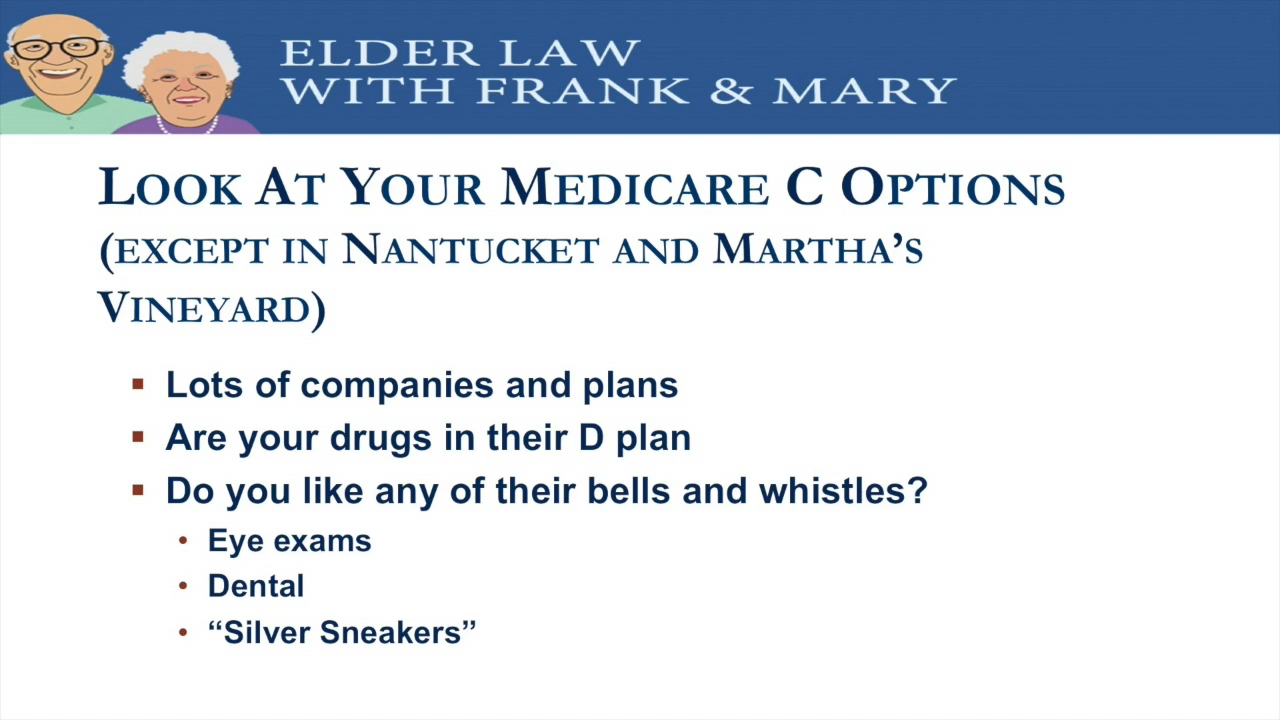 ELDER LAW
WITH FRANK & MARY
LOOK AT YOUR MEDICARE C OPTIONS
(EXCEPT IN NANTUCKET AND MARTHA’S
VINEYARD)
▪ Lots of companies and plans
▪ Are your drugs in their D plan
▪ Do you like any of their bells and whistles?
• Eye exams
• Dental
• “Silver Sneakers”